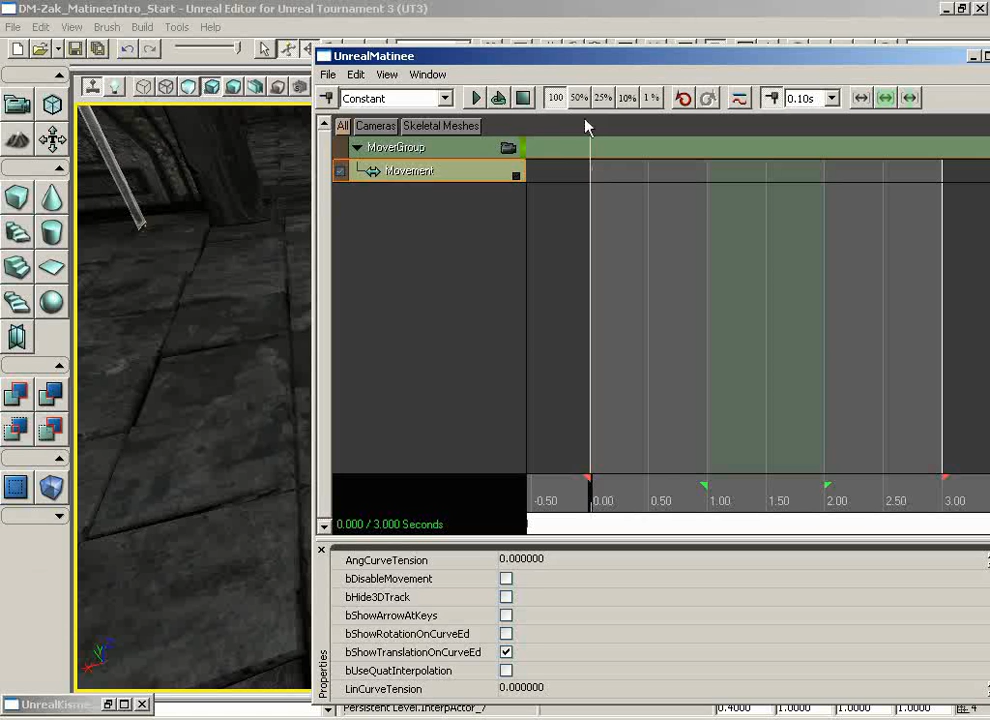 DM-Zak_MatineeIntro_Start - Unreal Editor for Unreal Tournament 3 (UT3)
File Edit View Brush Build Tools Help
UnrealMatinee
File Edit View Window
Constant 100 50% 25% 10% 1 % 0.10s
All Cameras Skeletal Meshes
MoverGroup
Movement
-0.50 0.00 0.50 1.00 1.50 2.00 2.50 3.00
0.000 / 3.000 Seconds
Properties
AngCurveTension 0.000000
bDisableMovement
bHide3DTrack
bShowArrowAtKeys
bShowRotationOnCurveEd
bShowTranslationOnCurveEd
bUseQuatInterpolation
LinCurveTension 0.000000
UnrealKisme..
Persistent Level.InterpActor_7 0.4000 1.0000 1.0000 1.0000 4